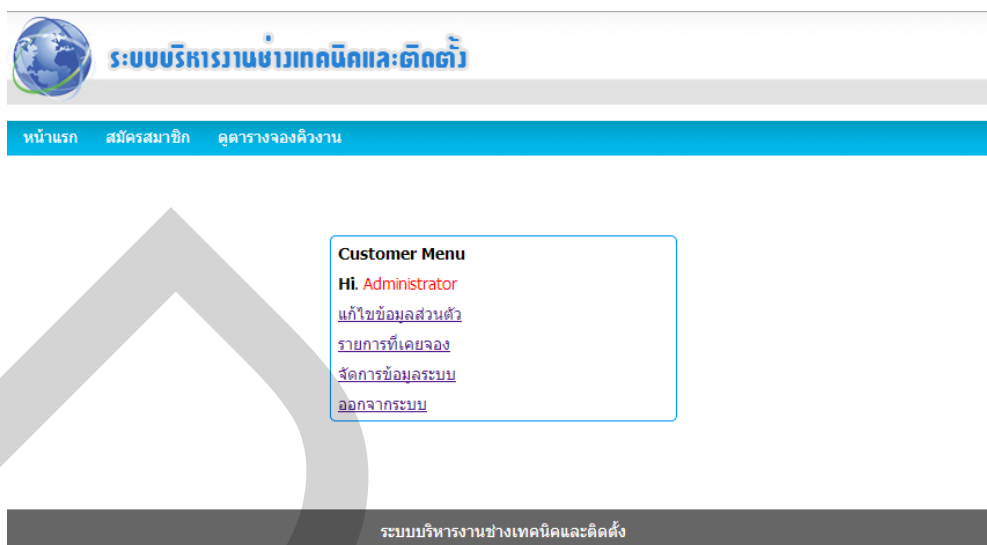 ระบบบริหารงานช่างเทคนิคและติดตั้ง
หน้าแรก สมัครสมาชิก ดูตารางจองคิวงาน
Customer Menu
Hi. Administrator
แก้ไขข้อมูลส่วนตัว
รายการที่เคยจอง
จัดการข้อมูลระบบ
ออกจากระบบ
ระบบบริหารงานช่างเทคนิคและติดตั้ง